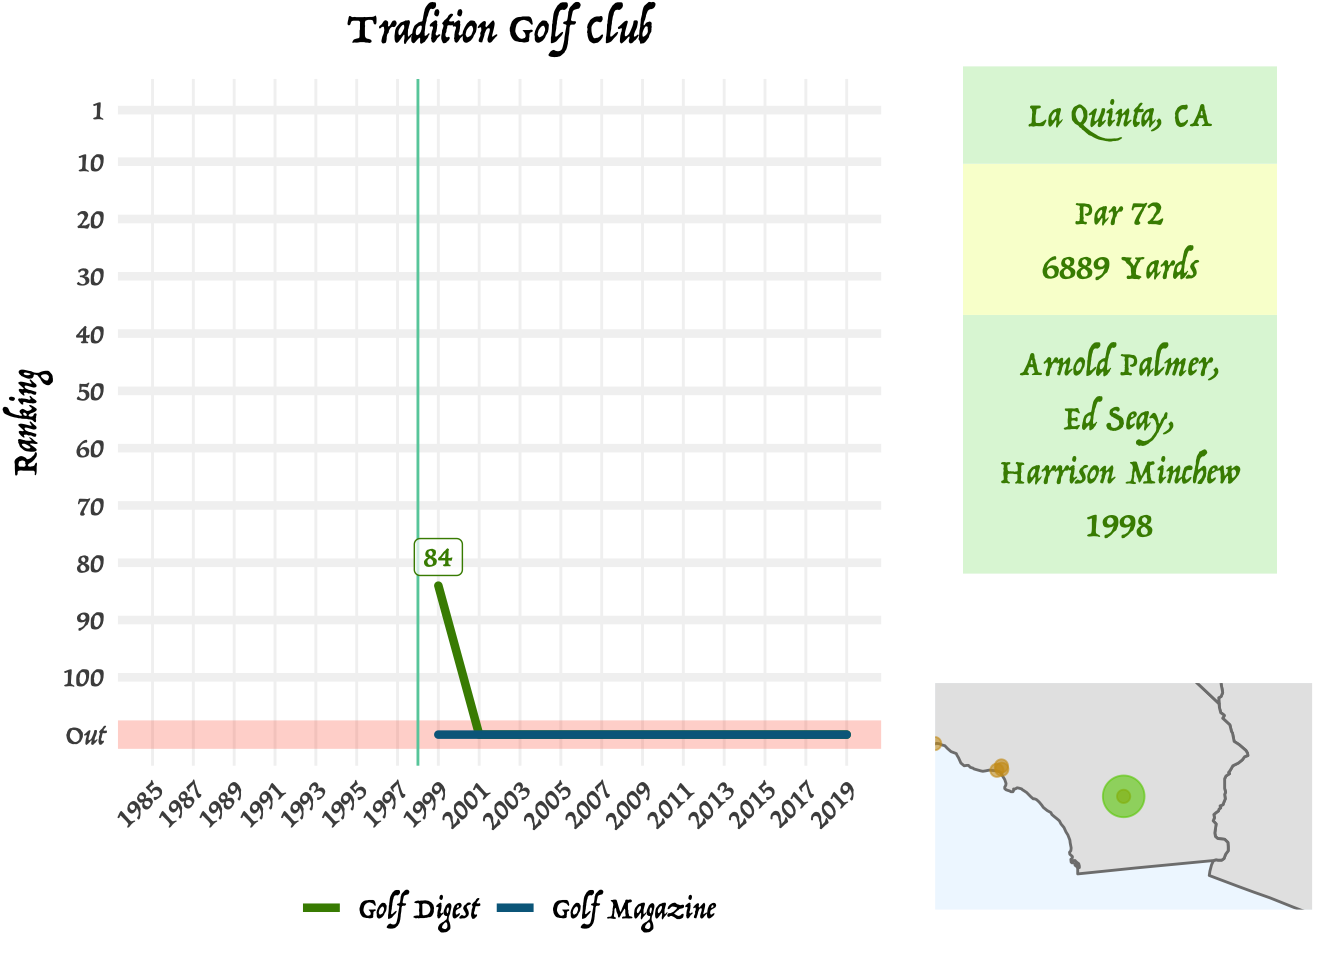 Tradition Golf Club
Ranking
1
10
20
30
40
50
60
70
80
90
100
Out
84
1985
1987
1989
1991
1993
1995
1997
1999
2001
2003
2005
2007
2009
2011
2013
2015
2017
2019
Golf Digest
Golf Magazine
La Quinta, CA
Par 72
6889 Yards
Arnold Palmer,
Ed Seay,
Harrison Minchew
1998